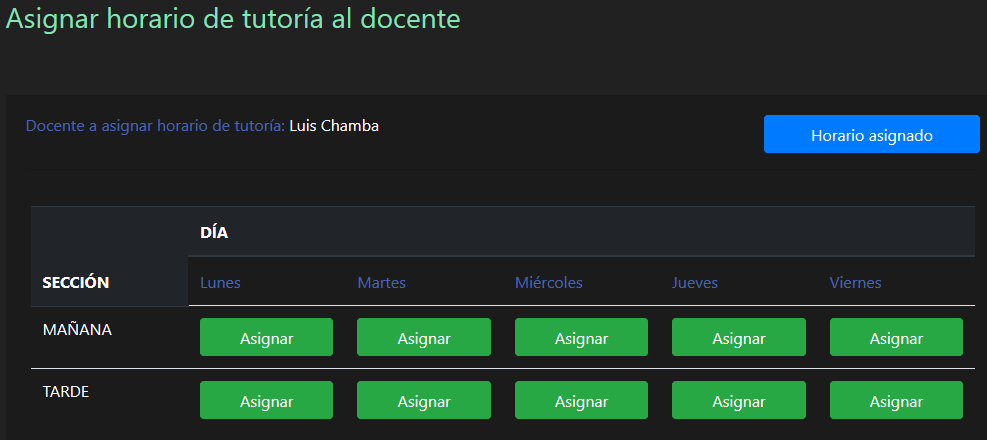 Asignar horario de tutoría al docente
Docente a asignar horario de tutoría: Luis Chamba
Horario asignado
DÍA
SECCIÓN Lunes Martes Miércoles Jueves Viernes
MAÑANA Asignar Asignar Asignar Asignar Asignar
TARDE Asignar Asignar Asignar Asignar Asignar